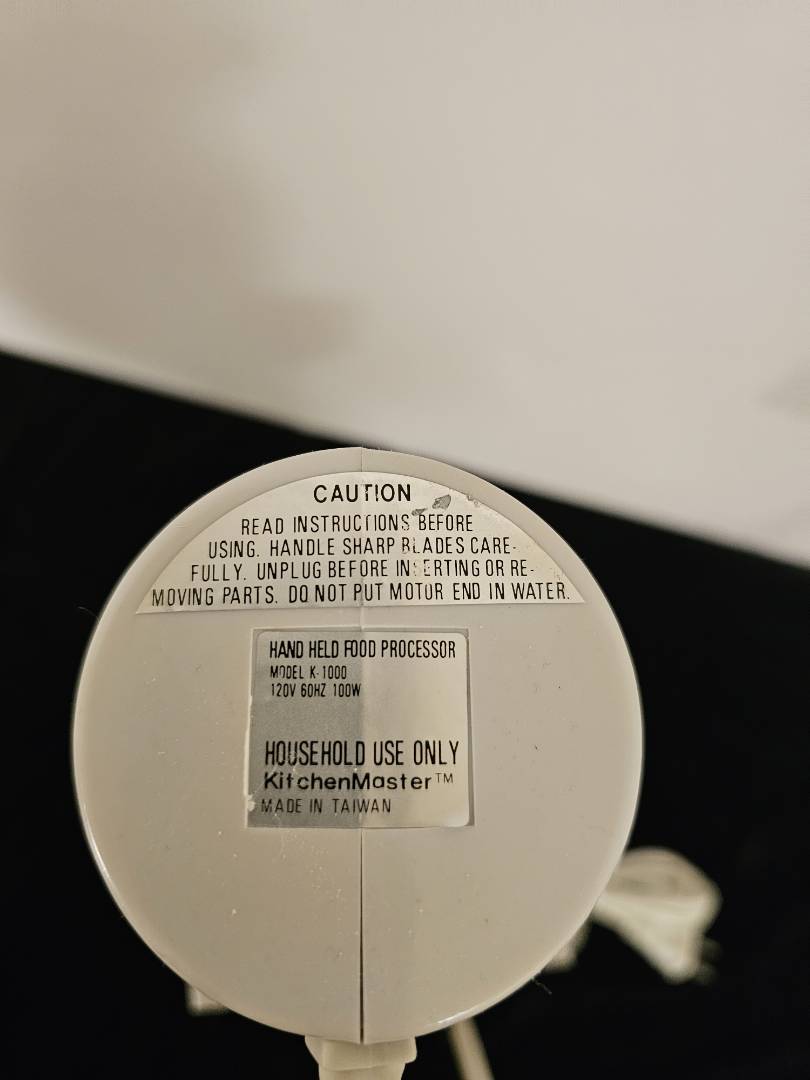 CAUTION
READ INSTRUCTIONS BEFORE
USING. HANDLE SHARP BLADES CARE-
FULLY. UNPLUG BEFORE INSERTING OR RE-
MOVING PARTS. DO NOT PUT MOTOR END IN WATER.
HAND HELD FOOD PROCESSOR
MODEL K-1000
120V 60HZ 100W
HOUSEHOLD USE ONLY
KitchenMaster™
MADE IN TAIWAN